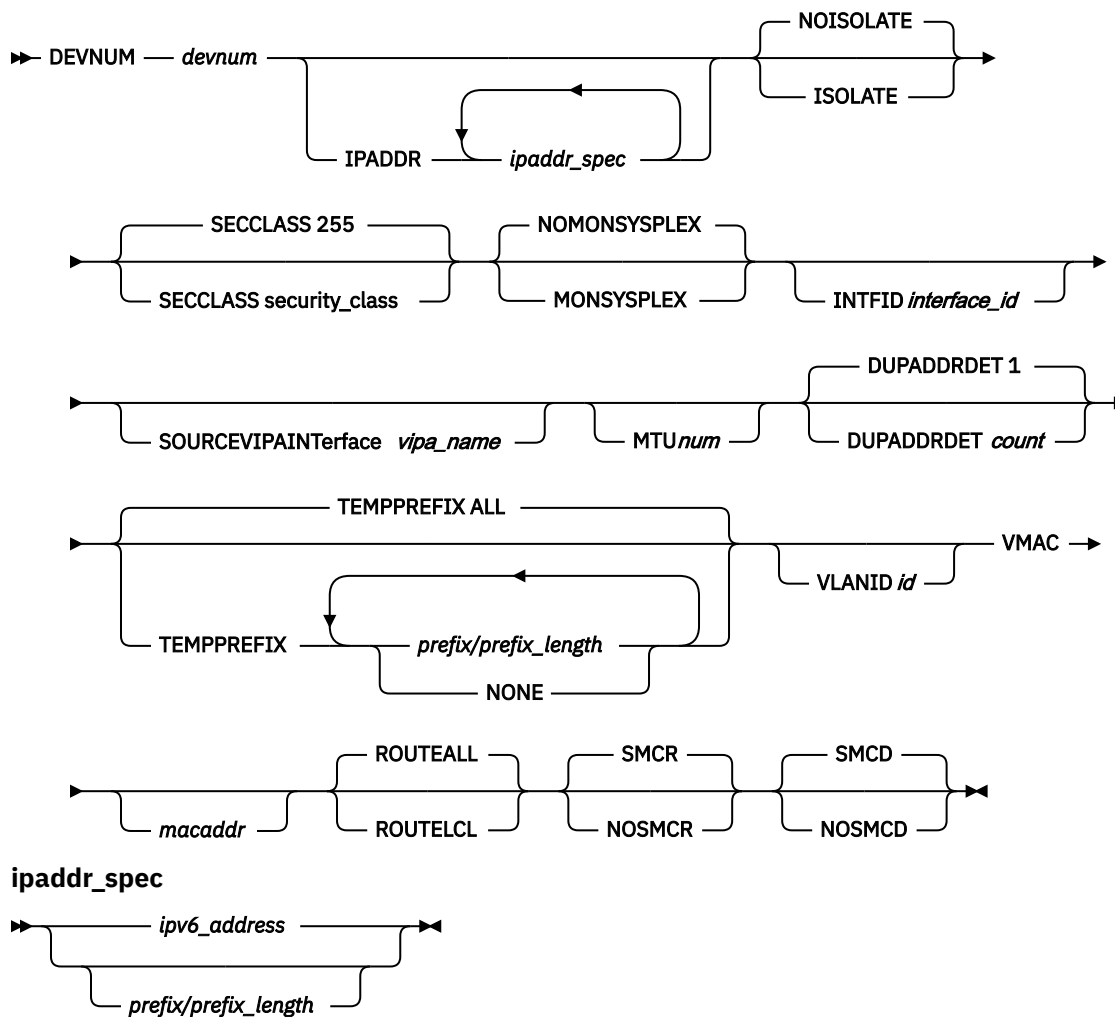 NOISOLATE
DEVNUM devnum
ISOLATE
IPADDR ipaddr_spec
SECCLASS 255 NOMONSYSPLEX
SECCLASS security_class MONSYSPLEX INTFID interface_id
DUPADDRDET 1
SOURCEVIPAINTerface vipa_name MTU num DUPADDRDET count
TEMPPREFIX ALL
VMAC
VLANID id
TEMPPREFIX prefix/prefix_length
NONE
ROUTEALL SMCR SMCD
macaddr ROUTELCL NOSMCR NOSMCD
ipaddr_spec
ipv6_address
prefix/prefix_length